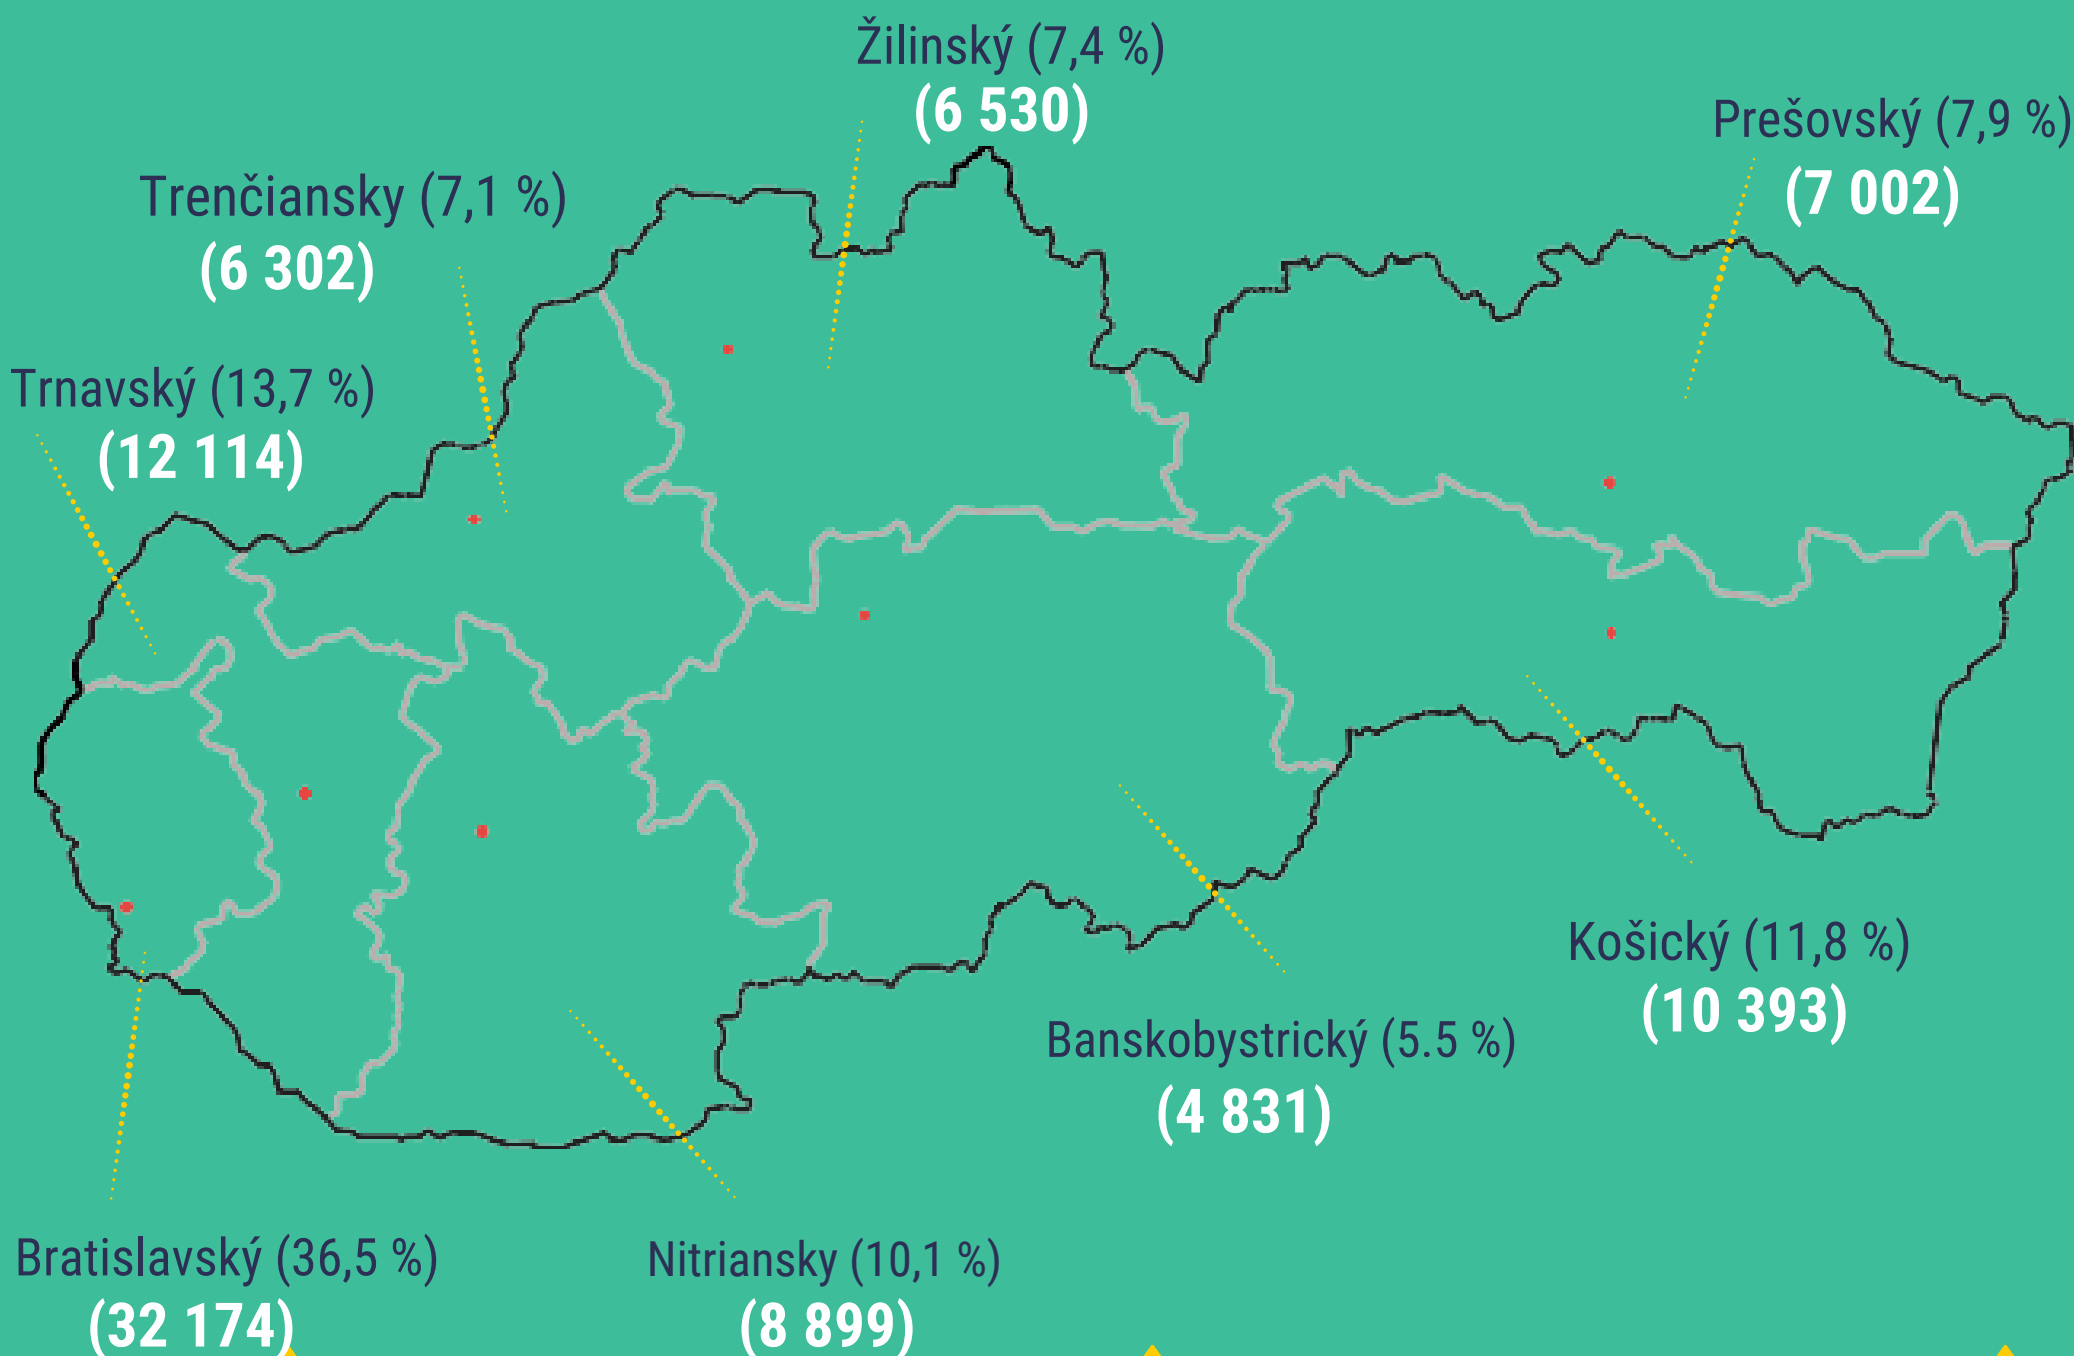 Žilinský (7,4 %)
(6 530)
Prešovský (7,9 %)
(7 002)
Trenčiansky (7,1 %)
(6 302)
Trnavský (13,7 %)
(12 114)
Košický (11,8 %)
(10 393)
Banskobystrický (5.5 %)
(4 831)
Bratislavský (36,5 %)
(32 174)
Nitriansky (10,1 %)
(8 899)